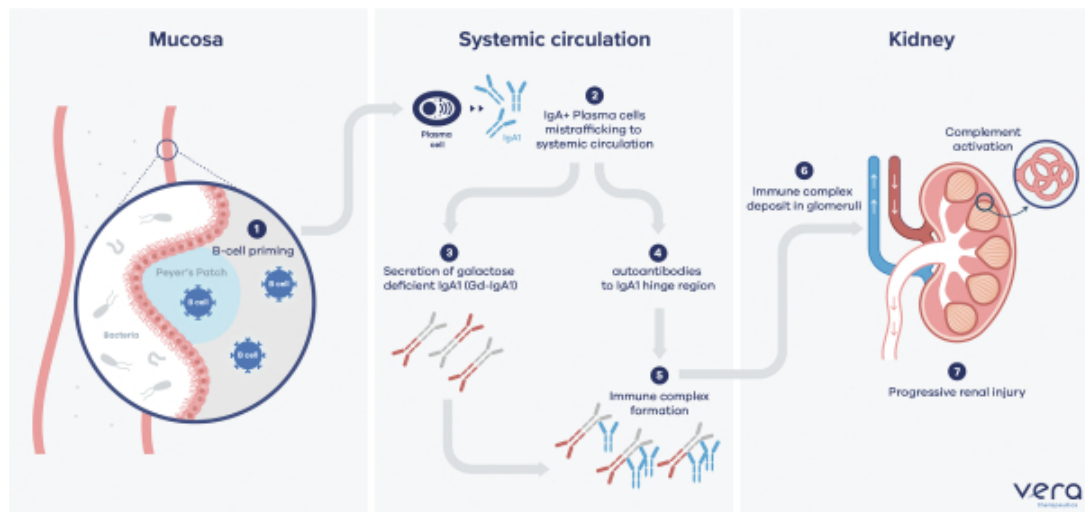 Mucosa
1
B-cell priming
Peyer's Patch
B cell
B cell
B cell
Bacteria
Systemic circulation
Plasma
cell
IgA1
2
IgA+ Plasma cells
mistrafficking to
systemic circulation
3
Secretion of galactose
deficient IgA1 (Gd-IgA1)
4
autoantibodies
to IgA1 hinge region
5
Immune complex
formation
Kidney
Complement
activation
6
Immune complex
deposit in glomeruli
7
Progressive renal injury
vera
therapeutics